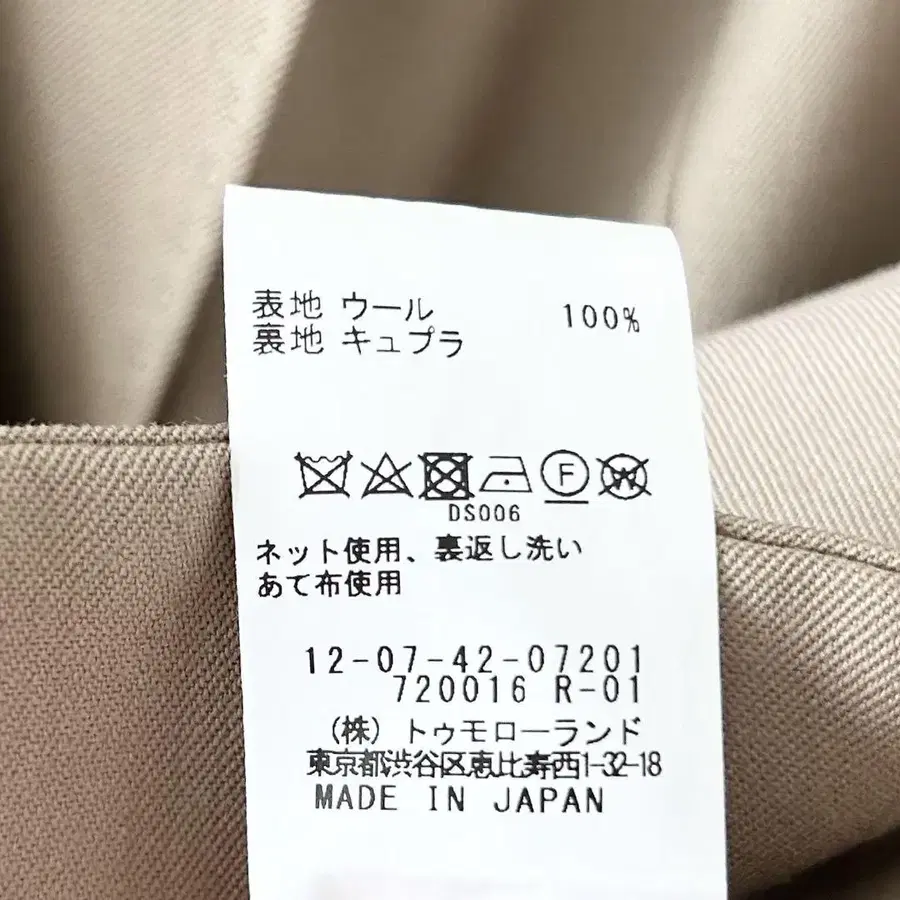 表地 ウール 100%
裏地 キュプラ
F W
DS006
ネット使用、裏返し洗い
あて布使用
12-07-42-07201
720016 R-01
(株) トゥモローランド
東京都渋谷区恵比寿西1-32-18
MADE IN JAPAN